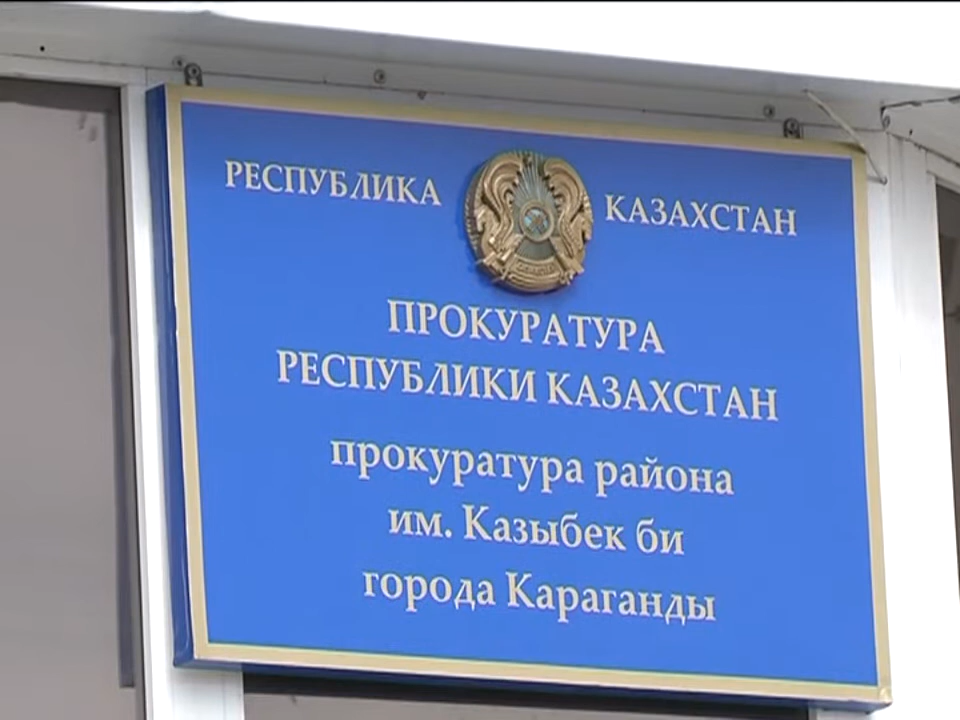 РЕСПУБЛИКА КАЗАХСТАН
ПРОКУРАТУРА
РЕСПУБЛИКИ КАЗАХСТАН
прокуратура района
им. Казыбек би
города Караганды